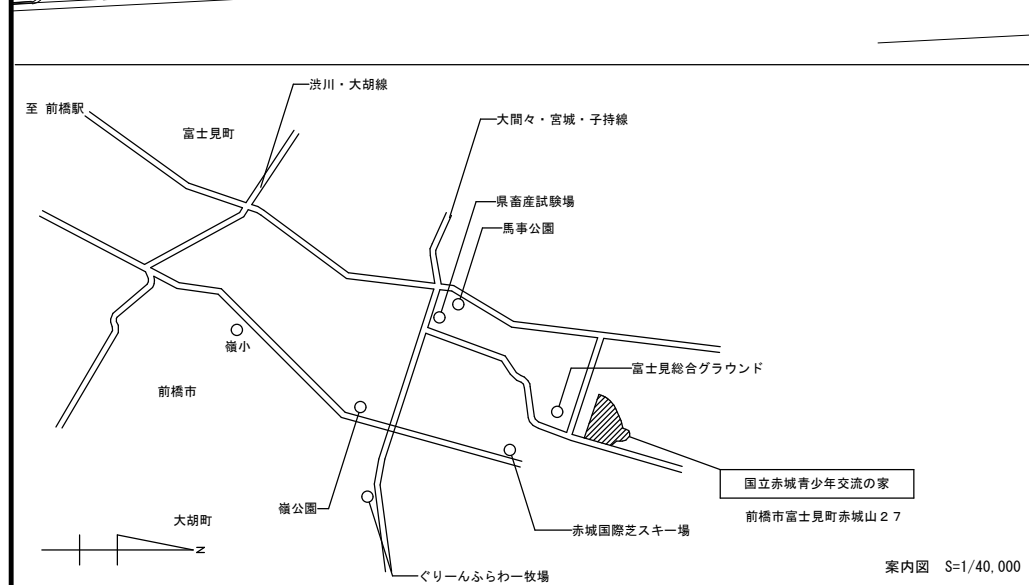 渋川・大胡線
至 前橋駅
富士見町
大間々・宮城・子持線
県畜産試験場
馬事公園
嶺小
富士見総合グラウンド
前橋市
国立赤城青少年交流の家
嶺公園
前橋市富士見町赤城山27
大胡町
赤城国際芝スキー場
N
ぐりーんふらわー牧場
案内図 S=1/40,000